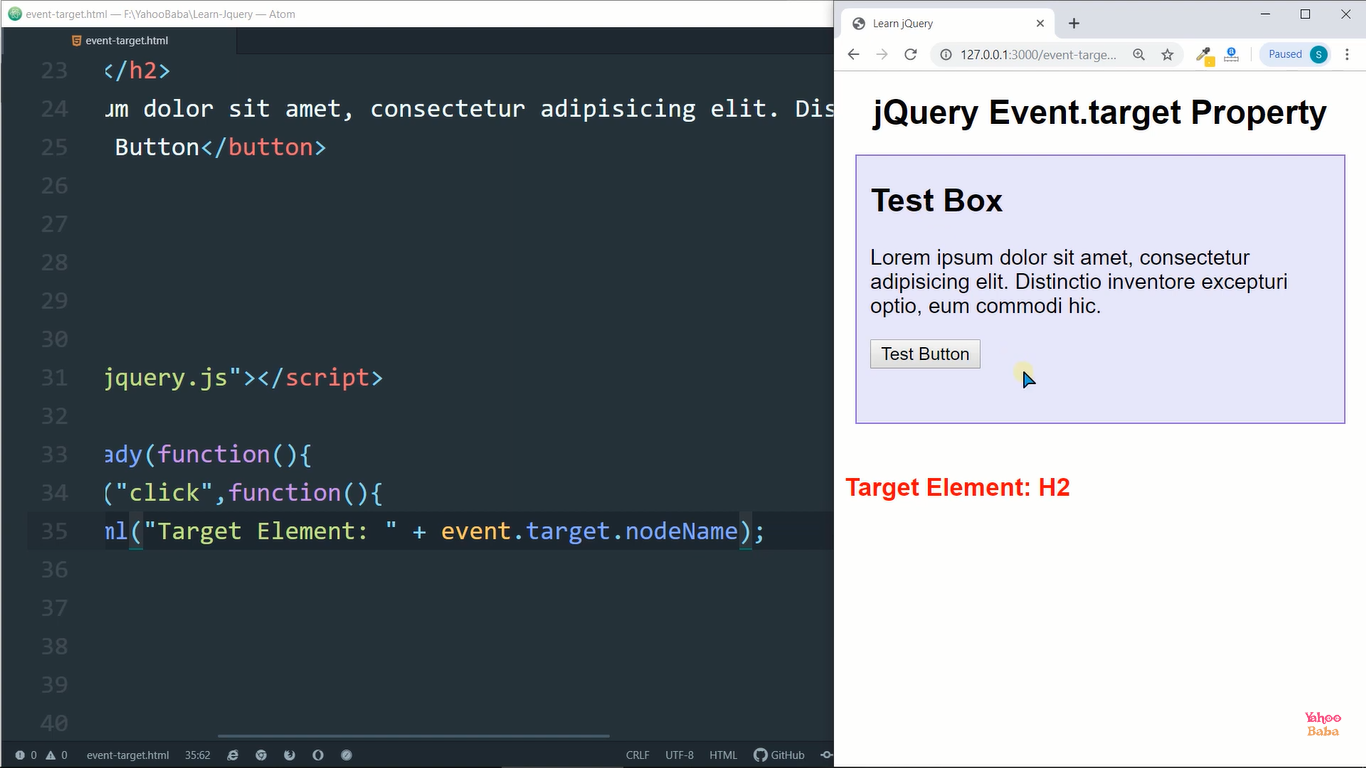 event-target.html — F:\YahooBaba\Learn-Jquery — Atom
event-target.html
23 </h2>
24 um dolor sit amet, consectetur adipisicing elit. Dis
25 Button</button>
26
27
28
29
30
31 jquery.js"></script>
32
33 ady(function(){
34 ("click",function(){
35 ml("Target Element: " + event.target.nodeName);
36
37
38
39
40
0 0 event-target.html 35:62 CRLF UTF-8 HTML GitHub
Learn jQuery
127.0.0.1:3000/event-targe... Paused S
jQuery Event.target Property
Test Box
Lorem ipsum dolor sit amet, consectetur
adipisicing elit. Distinctio inventore excepturi
optio, eum commodi hic.
Test Button
Target Element: H2
Yahoo
Baba